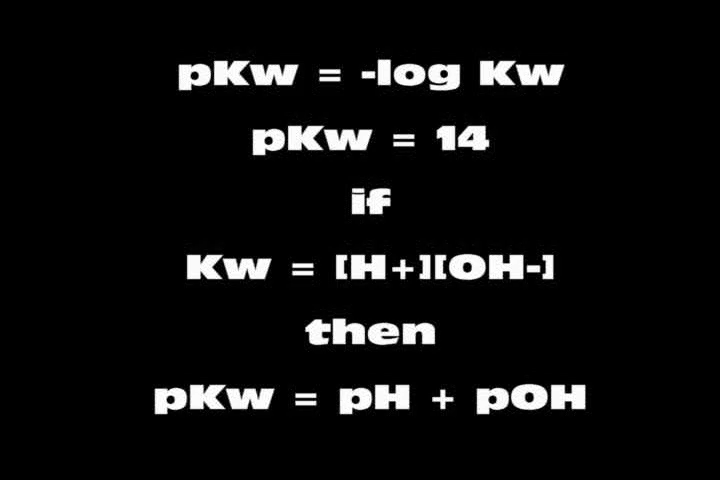 pKw = -log Kw
pKw = 14
if
Kw = [H+][OH-]
then
pKw = pH + pOH